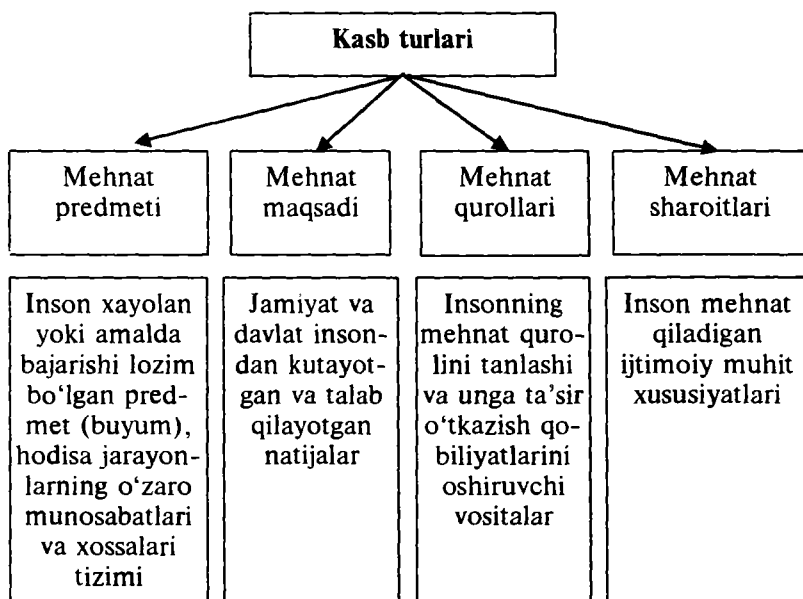 Kasb turlari
Mehnat
predmeti
Mehnat
maqsadi
Mehnat
qurollari
Mehnat
sharoitlari
Inson xayolan
yoki amalda
bajarishi lozim
bo‘lgan pred-
met (buyum),
hodisa jarayon-
larning o‘zaro
munosabatlari
va xossalari
tizimi
Jamiyat va
davlat inson-
dan kutayot-
gan va talab
qilayotgan
natijalar
Insonning
mehnat quro-
lini tanlashi
va unga ta’sir
o‘tkazish qo-
biliyatlarini
oshiruvchi
vositalar
Inson mehnat
qiladigan
ijtimoiy muhit
xususiyatlari